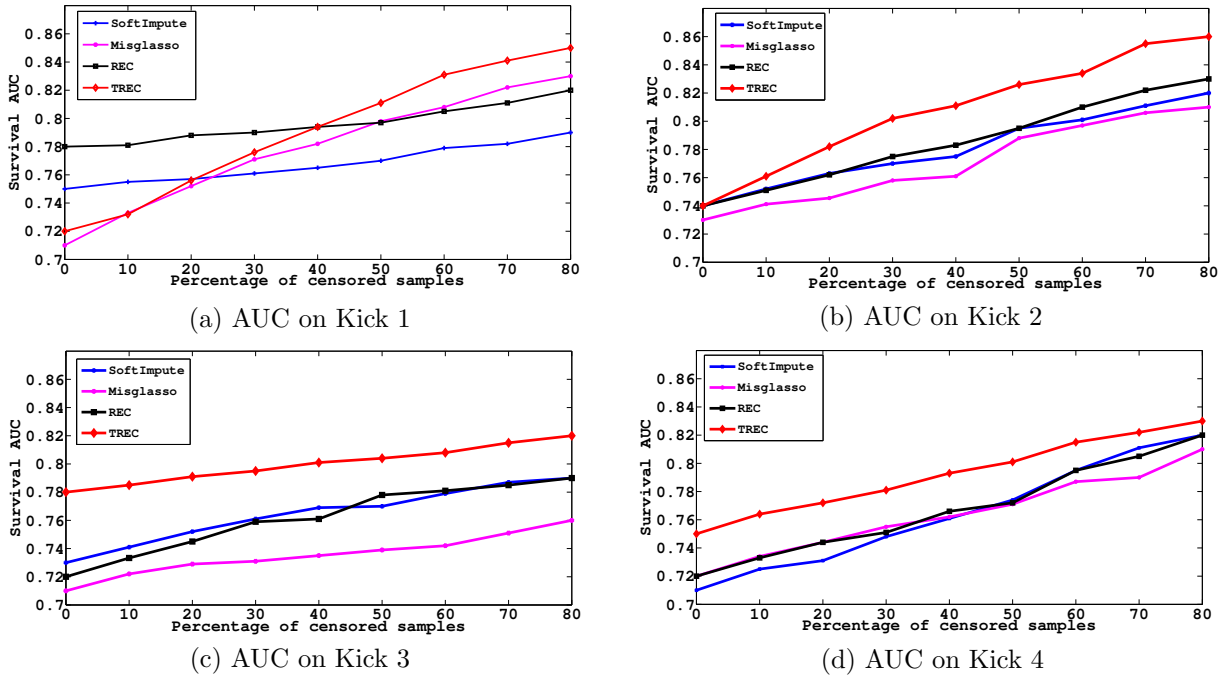 SoftImpute
Misglasso
REC
TREC
Survival AUC
0.86
0.84
0.82
0.8
0.78
0.76
0.74
0.72
0.7
0 10 20 30 40 50 60 70 80
Percentage of censored samples
(a) AUC on Kick 1
SoftImpute
Misglasso
REC
TREC
Survival AUC
0.86
0.84
0.82
0.8
0.78
0.76
0.74
0.72
0.7
0 10 20 30 40 50 60 70 80
Percentage of censored samples
(b) AUC on Kick 2
SoftImpute
Misglasso
REC
TREC
Survival AUC
0.86
0.84
0.82
0.8
0.78
0.76
0.74
0.72
0.7
0 10 20 30 40 50 60 70 80
Percentage of censored samples
(c) AUC on Kick 3
SoftImpute
Misglasso
REC
TREC
Survival AUC
0.86
0.84
0.82
0.8
0.78
0.76
0.74
0.72
0.7
0 10 20 30 40 50 60 70 80
Percentage of censored samples
(d) AUC on Kick 4